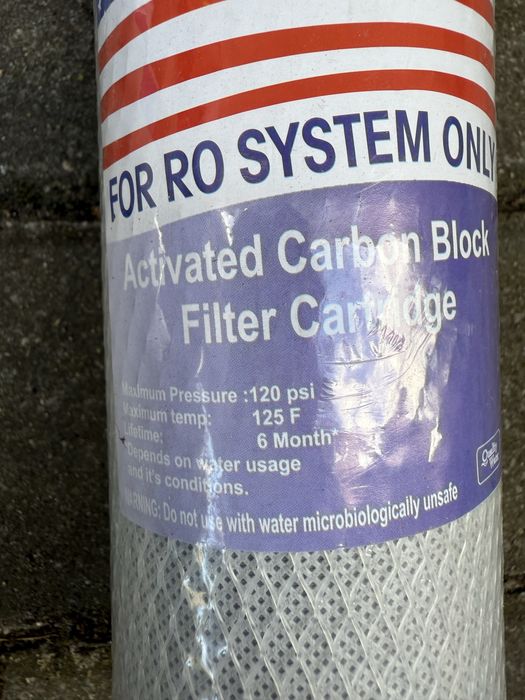 FOR RO SYSTEM ONLY
Activated Carbon Block
Filter Cartridge
Maximum Pressure :120 psi
Maximum temp: 125 F
Lifetime: 6 Month*
*Depends on water usage
and it's conditions.
WARNING: Do not use with water microbiologically unsafe
Quality